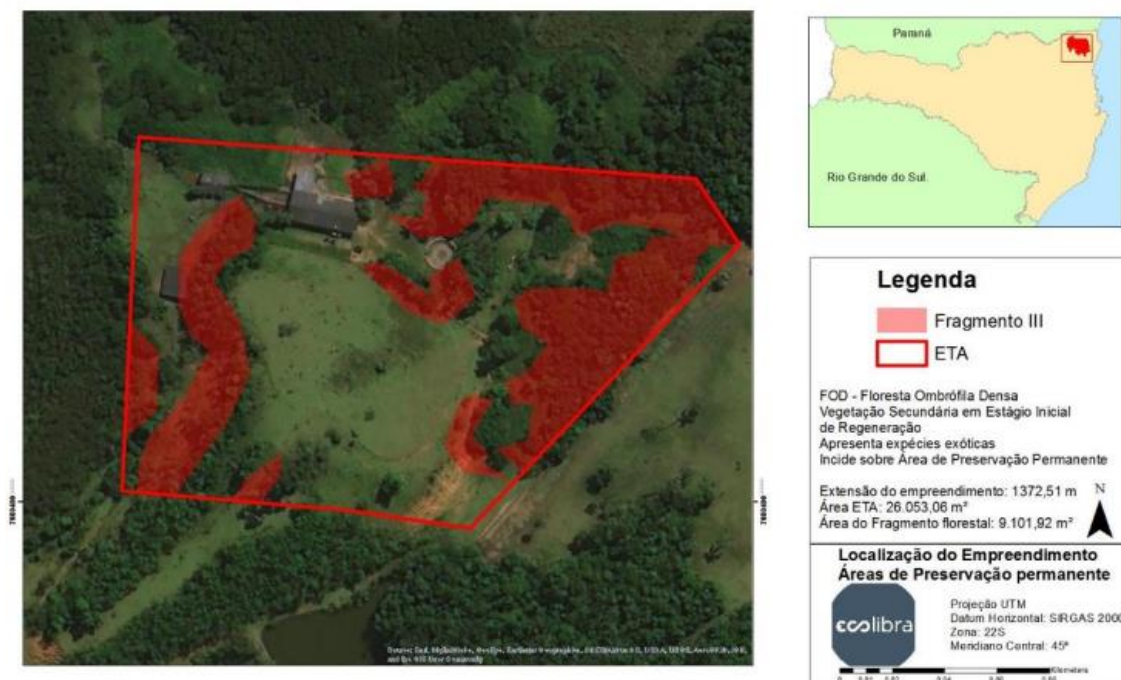 Paraná
Rio Grande do Sul.
Legenda
Fragmento III
ETA
FOD - Floresta Ombrófila Densa
Vegetação Secundária em Estágio Inicial
de Regeneração
Apresenta expécies exóticas
Incide sobre Área de Preservação Permanente
Extensão do empreendimento: 1372,51 m
Área ETA: 26.053,06 m²
Área do Fragmento florestal: 9.101,92 m²
N
Localização do Empreendimento
Áreas de Preservação permanente
ecolibra
Projeção UTM
Datum Horizontal: SIRGAS 2000
Zona: 22S
Meridiano Central: 45ª